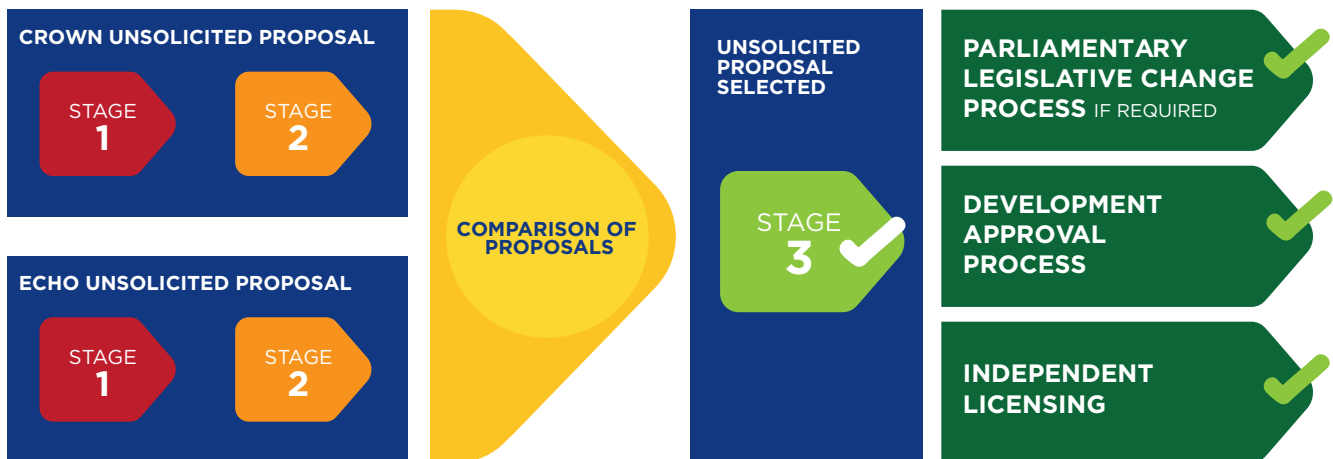 CROWN UNSOLICITED PROPOSAL
STAGE
1
STAGE
2
ECHO UNSOLICITED PROPOSAL
STAGE
1
STAGE
2
COMPARISON OF
PROPOSALS
UNSOLICITED
PROPOSAL
SELECTED
STAGE
3
PARLIAMENTARY
LEGISLATIVE CHANGE
PROCESS IF REQUIRED
DEVELOPMENT
APPROVAL
PROCESS
INDEPENDENT
LICENSING